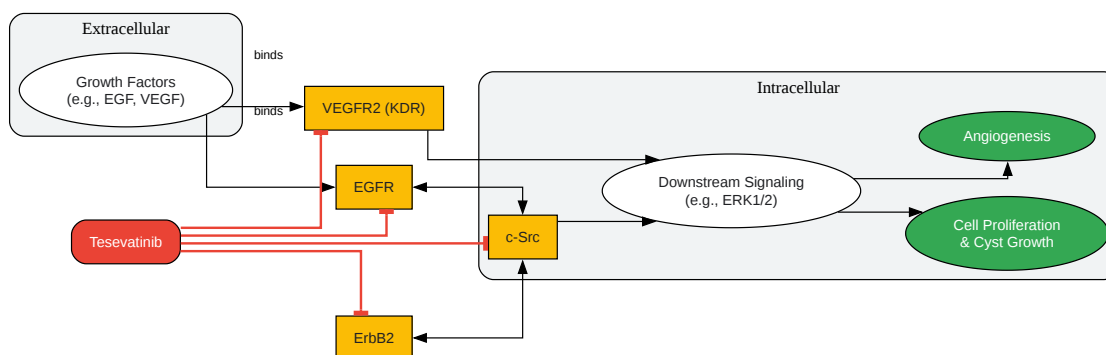 Extracellular
Growth Factors
(e.g., EGF, VEGF)
binds
binds
VEGFR2 (KDR)
EGFR
Tesevatinib
c-Src
ErbB2
Intracellular
Downstream Signaling
(e.g., ERK1/2)
Angiogenesis
Cell Proliferation
& Cyst Growth